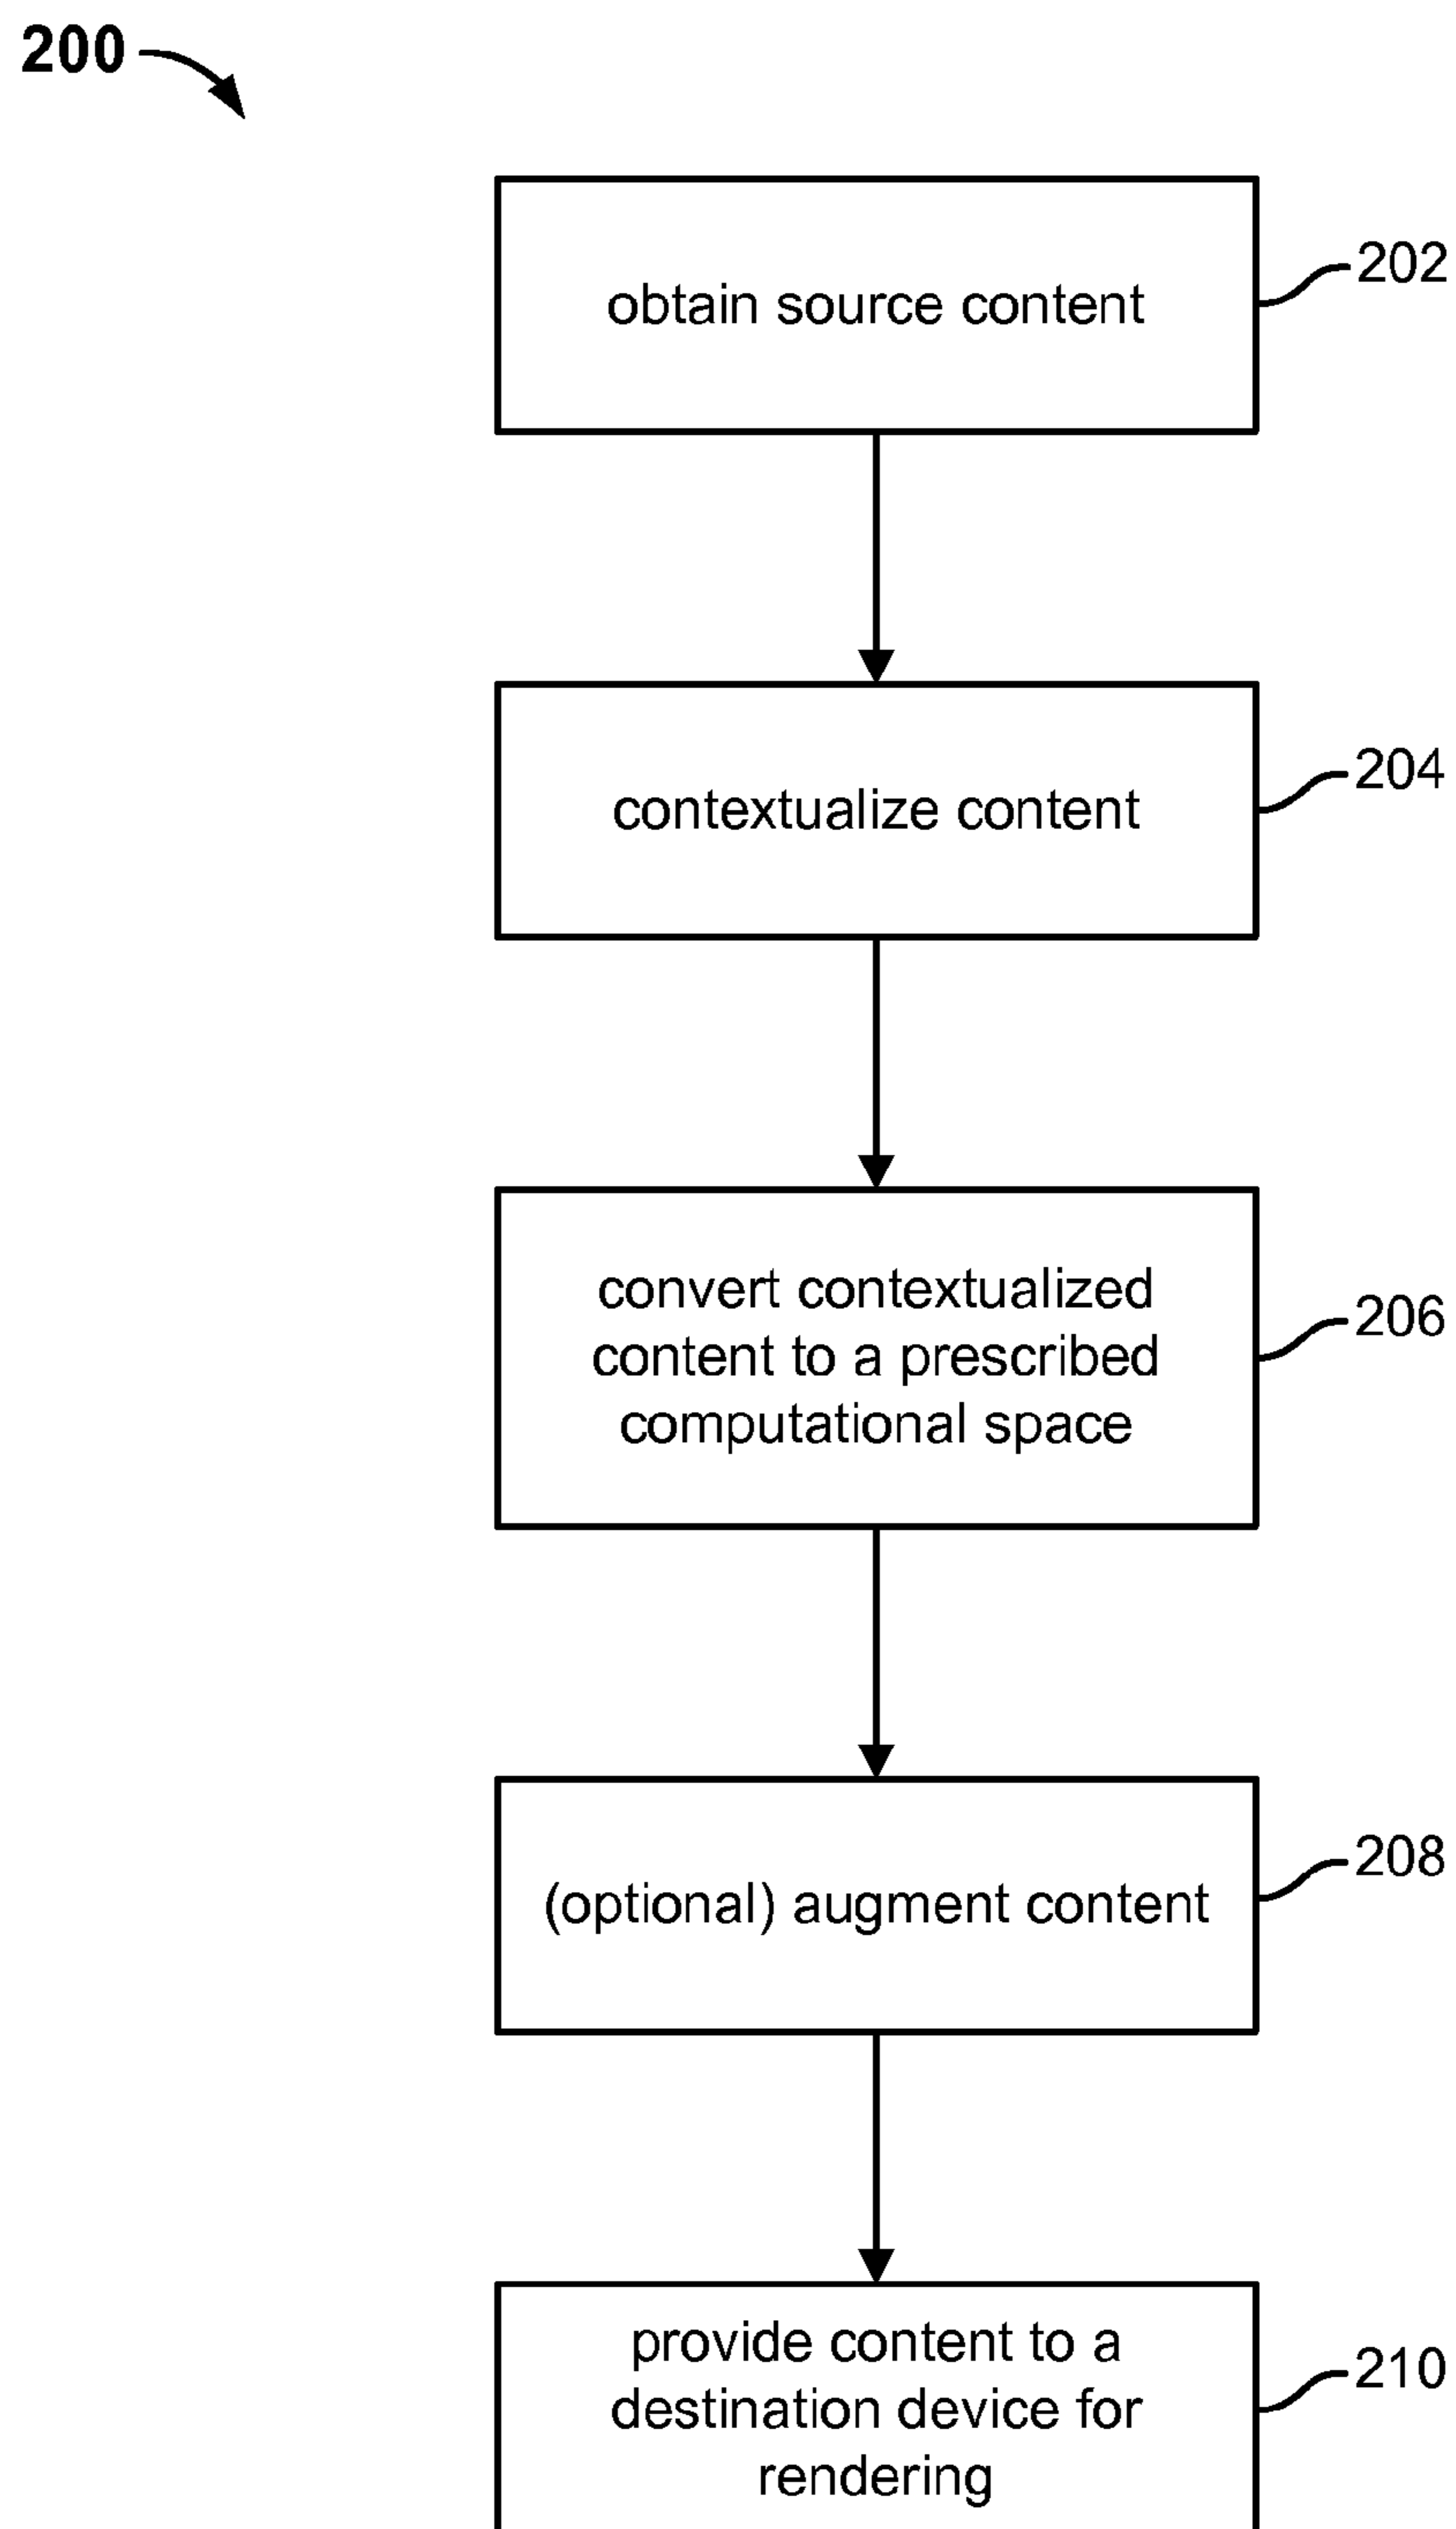 200
obtain source content
202
contextualize content
204
convert contextualized
content to a prescribed
computational space
206
(optional) augment content
208
provide content to a
destination device for
rendering
210